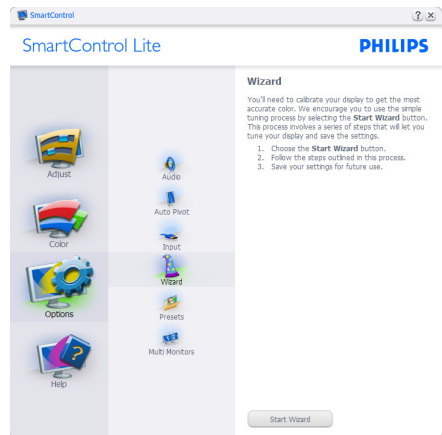 SmartControl
SmartControl Lite
PHILIPS
Adjust
Color
Options
Help
Audio
Auto Pivot
Input
Wizard
Presets
Multi Monitors
Wizard
You'll need to calibrate your display to get the most
accurate color. We encourage you to use the simple
tuning process by selecting the Start Wizard button.
This process involves a series of steps that will let you
tune your display and save the settings.
1. Choose the Start Wizard button.
2. Follow the steps outlined in this process.
3. Save your settings for future use.
Start Wizard